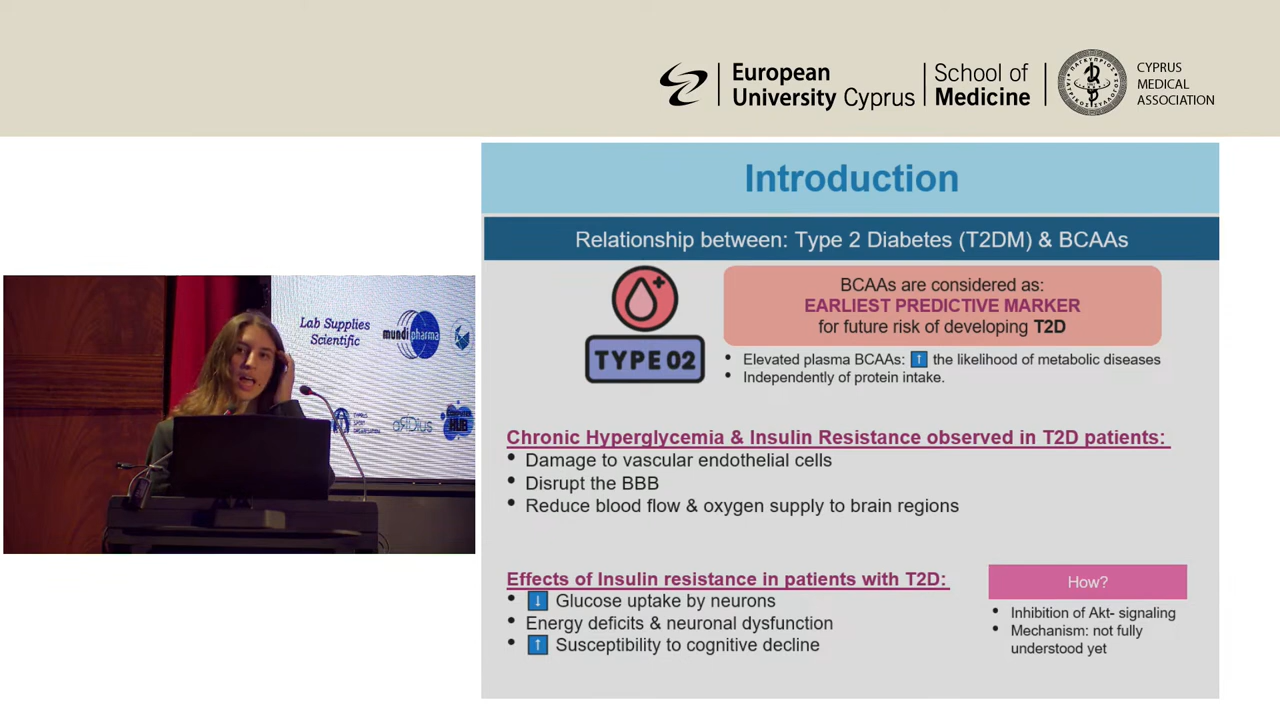 European
University Cyprus
School of
Medicine
CYPRUS
MEDICAL
ASSOCIATION
Introduction
Relationship between: Type 2 Diabetes (T2DM) & BCAAs
TYPE 02
BCAAs are considered as:
EARLIEST PREDICTIVE MARKER
for future risk of developing T2D
• Elevated plasma BCAAs: ↑ the likelihood of metabolic diseases
• Independently of protein intake.
Chronic Hyperglycemia & Insulin Resistance observed in T2D patients:
• Damage to vascular endothelial cells
• Disrupt the BBB
• Reduce blood flow & oxygen supply to brain regions
Effects of Insulin resistance in patients with T2D:
• ↓ Glucose uptake by neurons
• Energy deficits & neuronal dysfunction
• ↑ Susceptibility to cognitive decline
How?
• Inhibition of Akt- signaling
• Mechanism: not fully
understood yet
Lab Supplies
Scientific
mundipharma
HUB